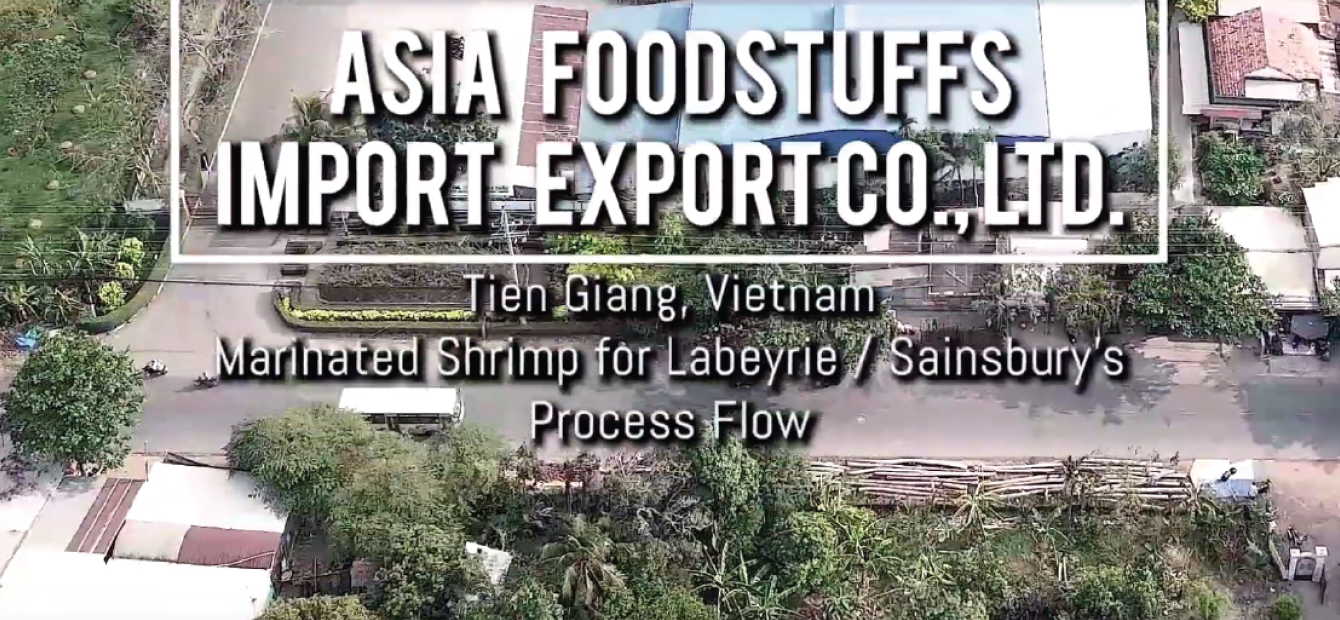 ASIA FOODSTUFFS
IMPORT EXPORT CO., LTD.
Tien Giang, Vietnam
Marinated Shrimp for Labeyrie / Sainsbury's
Process Flow